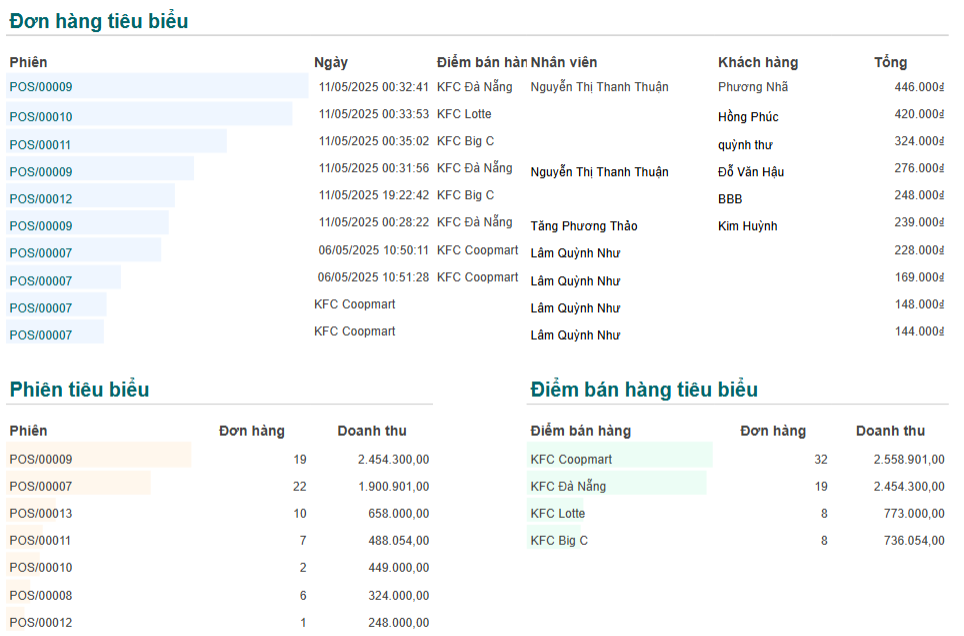 Đơn hàng tiêu biểu
Phiên Ngày Điểm bán hàn Nhân viên Khách hàng Tổng
POS/00009 11/05/2025 00:32:41 KFC Đà Nẵng Nguyễn Thị Thanh Thuận Phương Nhã 446.000₫
POS/00010 11/05/2025 00:33:53 KFC Lotte Hồng Phúc 420.000₫
POS/00011 11/05/2025 00:35:02 KFC Big C quỳnh thư 324.000₫
POS/00009 11/05/2025 00:31:56 KFC Đà Nẵng Nguyễn Thị Thanh Thuận Đỗ Văn Hậu 276.000₫
POS/00012 11/05/2025 19:22:42 KFC Big C BBB 248.000₫
POS/00009 11/05/2025 00:28:22 KFC Đà Nẵng Tăng Phương Thảo Kim Huỳnh 239.000₫
POS/00007 06/05/2025 10:50:11 KFC Coopmart Lâm Quỳnh Như 228.000₫
POS/00007 06/05/2025 10:51:28 KFC Coopmart Lâm Quỳnh Như 169.000₫
POS/00007 KFC Coopmart Lâm Quỳnh Như 148.000₫
POS/00007 KFC Coopmart Lâm Quỳnh Như 144.000₫
Phiên tiêu biểu
Phiên Đơn hàng Doanh thu
POS/00009 19 2.454.300,00
POS/00007 22 1.900.901,00
POS/00013 10 658.000,00
POS/00011 7 488.054,00
POS/00010 2 449.000,00
POS/00008 6 324.000,00
POS/00012 1 248.000,00
Điểm bán hàng tiêu biểu
Điểm bán hàng Đơn hàng Doanh thu
KFC Coopmart 32 2.558.901,00
KFC Đà Nẵng 19 2.454.300,00
KFC Lotte 8 773.000,00
KFC Big C 8 736.054,00